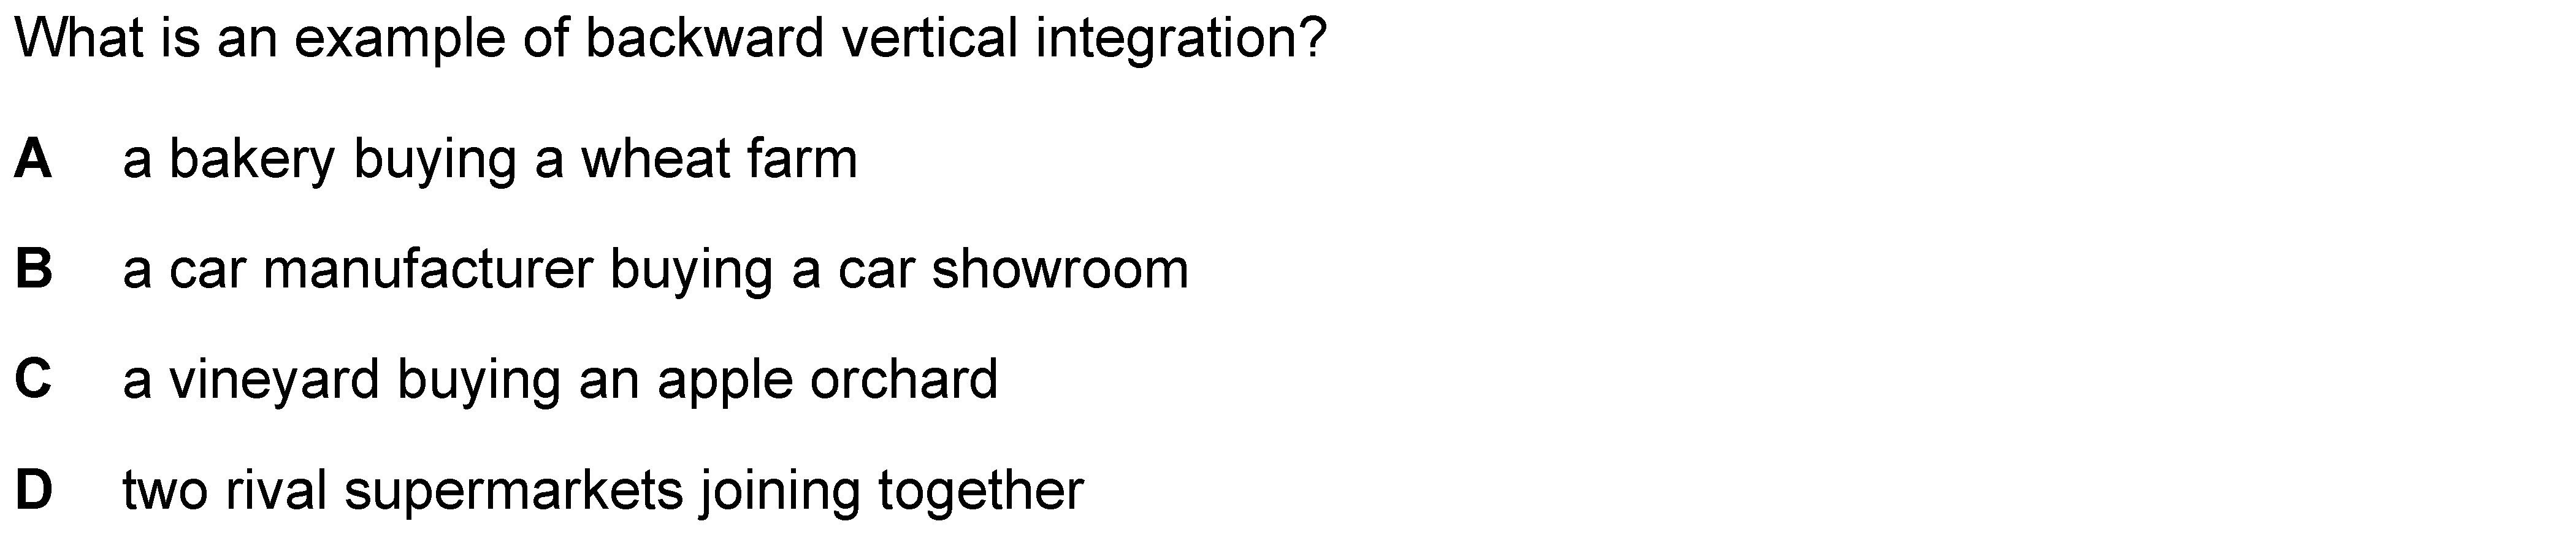 What is an example of backward vertical integration?
A a bakery buying a wheat farm
B a car manufacturer buying a car showroom
C a vineyard buying an apple orchard
D two rival supermarkets joining together